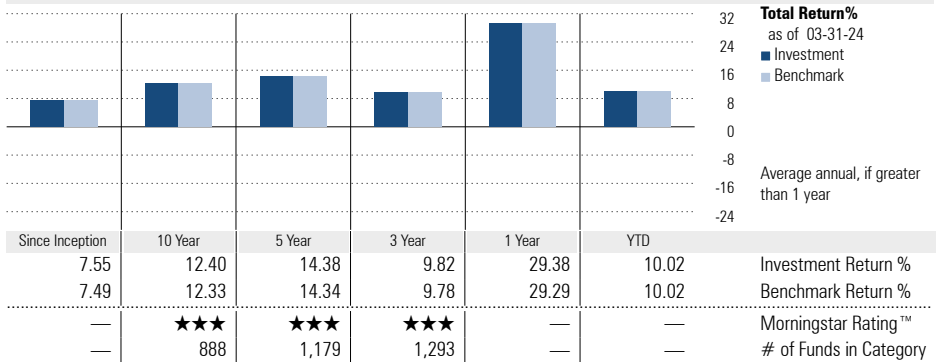 Total Return%
as of 03-31-24
Investment
Benchmark
32
24
16
8
0
-8
-16
-24
Average annual, if greater
than 1 year
Since Inception 10 Year 5 Year 3 Year 1 Year YTD
7.55 12.40 14.38 9.82 29.38 10.02 Investment Return %
7.49 12.33 14.34 9.78 29.29 10.02 Benchmark Return %
— ★★★ ★★★ ★★★ — — Morningstar Rating™
— 888 1,179 1,293 — — # of Funds in Category